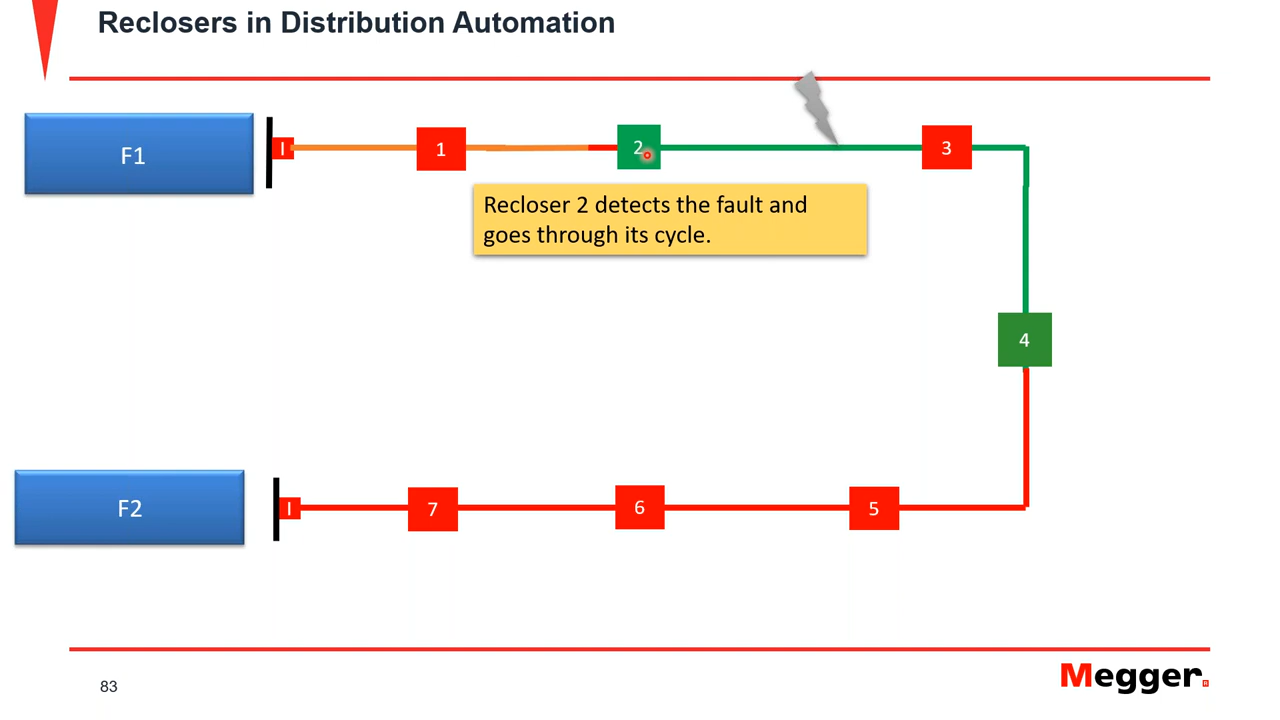 Reclosers in Distribution Automation
F1
I
1
2
3
Recloser 2 detects the fault and
goes through its cycle.
4
F2
I
7
6
5
83
Megger